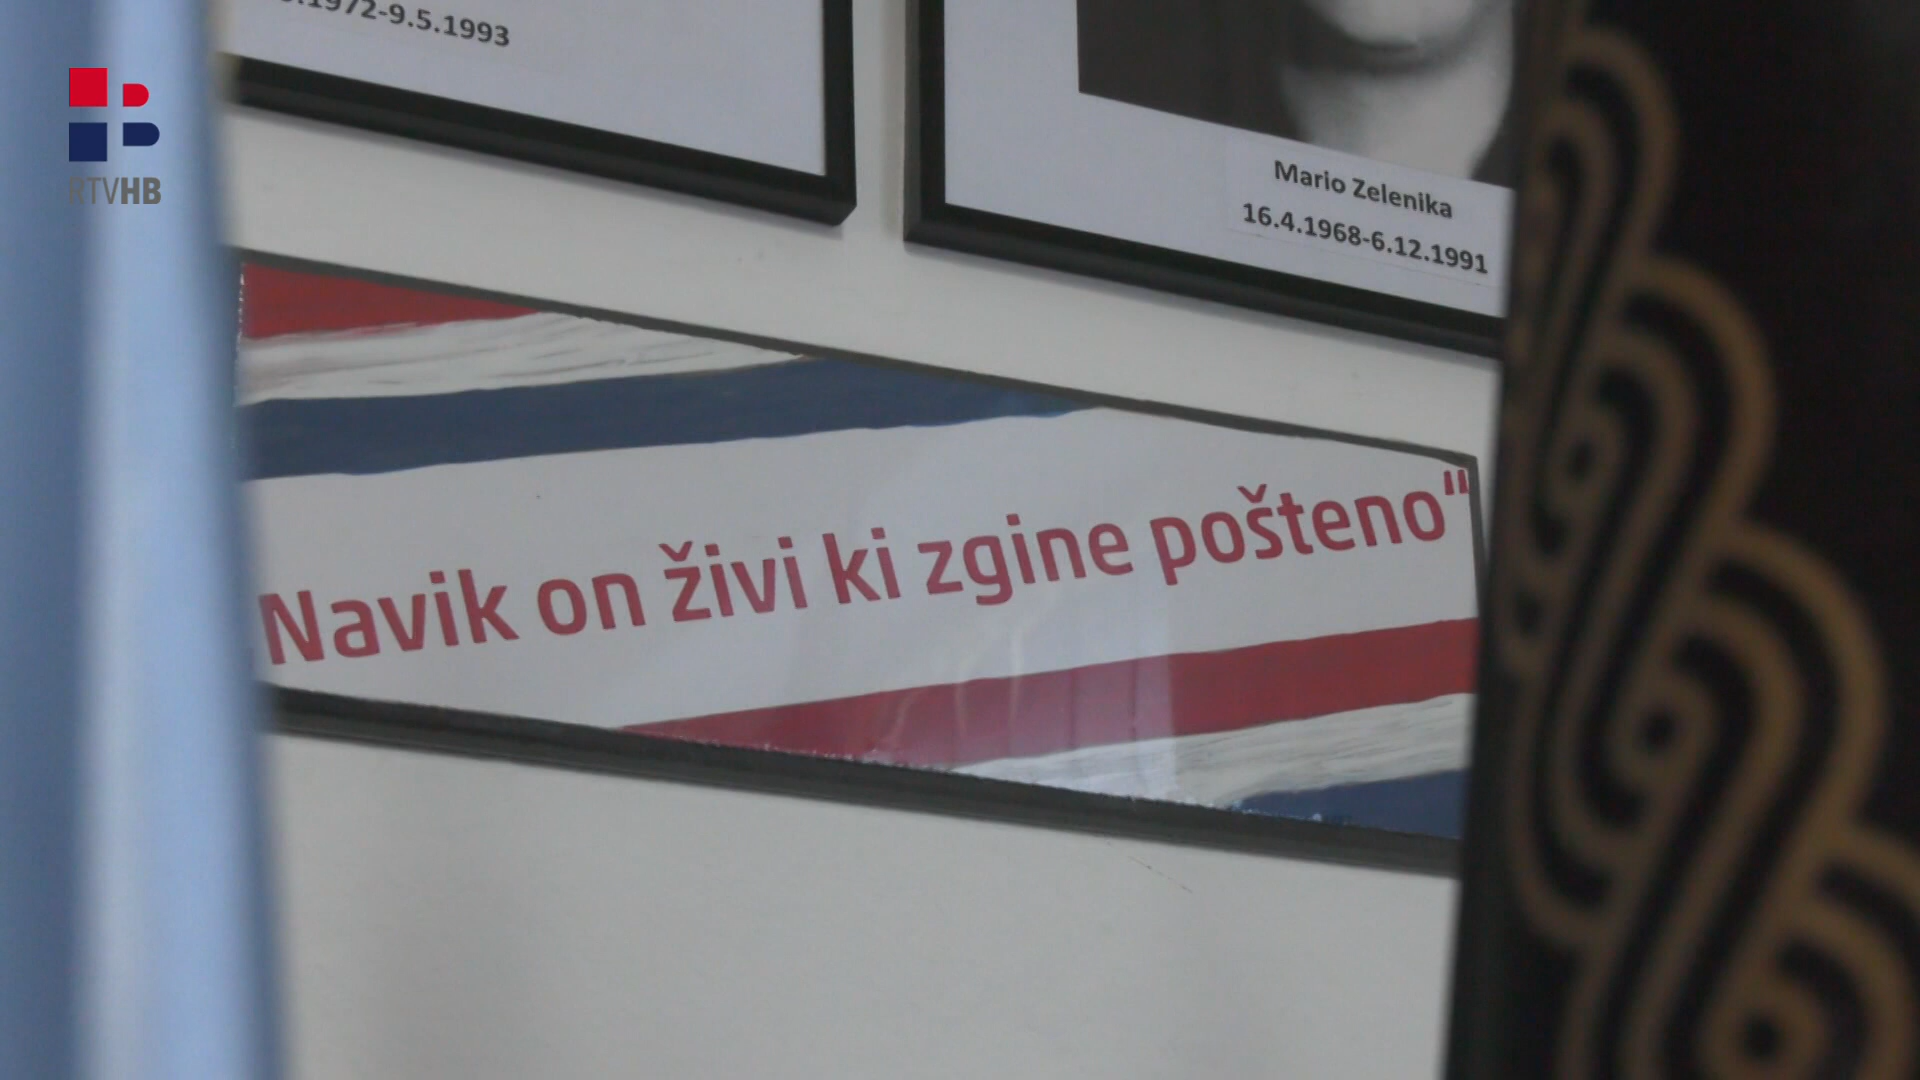 1972-9.5.1993
RTVHB
Mario Zelenika
16.4.1968-6.12.1991
Navik on živi ki zgine pošteno“